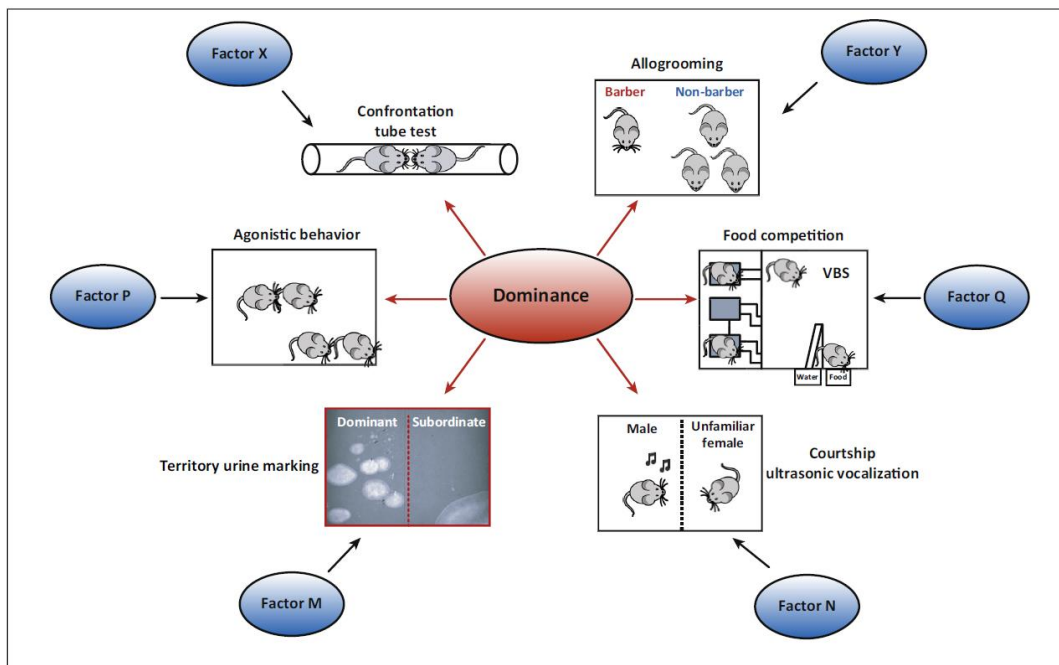 Factor X
Factor Y
Allogrooming
Barber
Non-barber
Confrontation
tube test
Agonistic behavior
Food competition
VBS
Factor P
Dominance
Factor Q
Water
Food
Dominant
Subordinate
Male
Unfamiliar
female
Territory urine marking
Courtship
ultrasonic vocalization
Factor M
Factor N